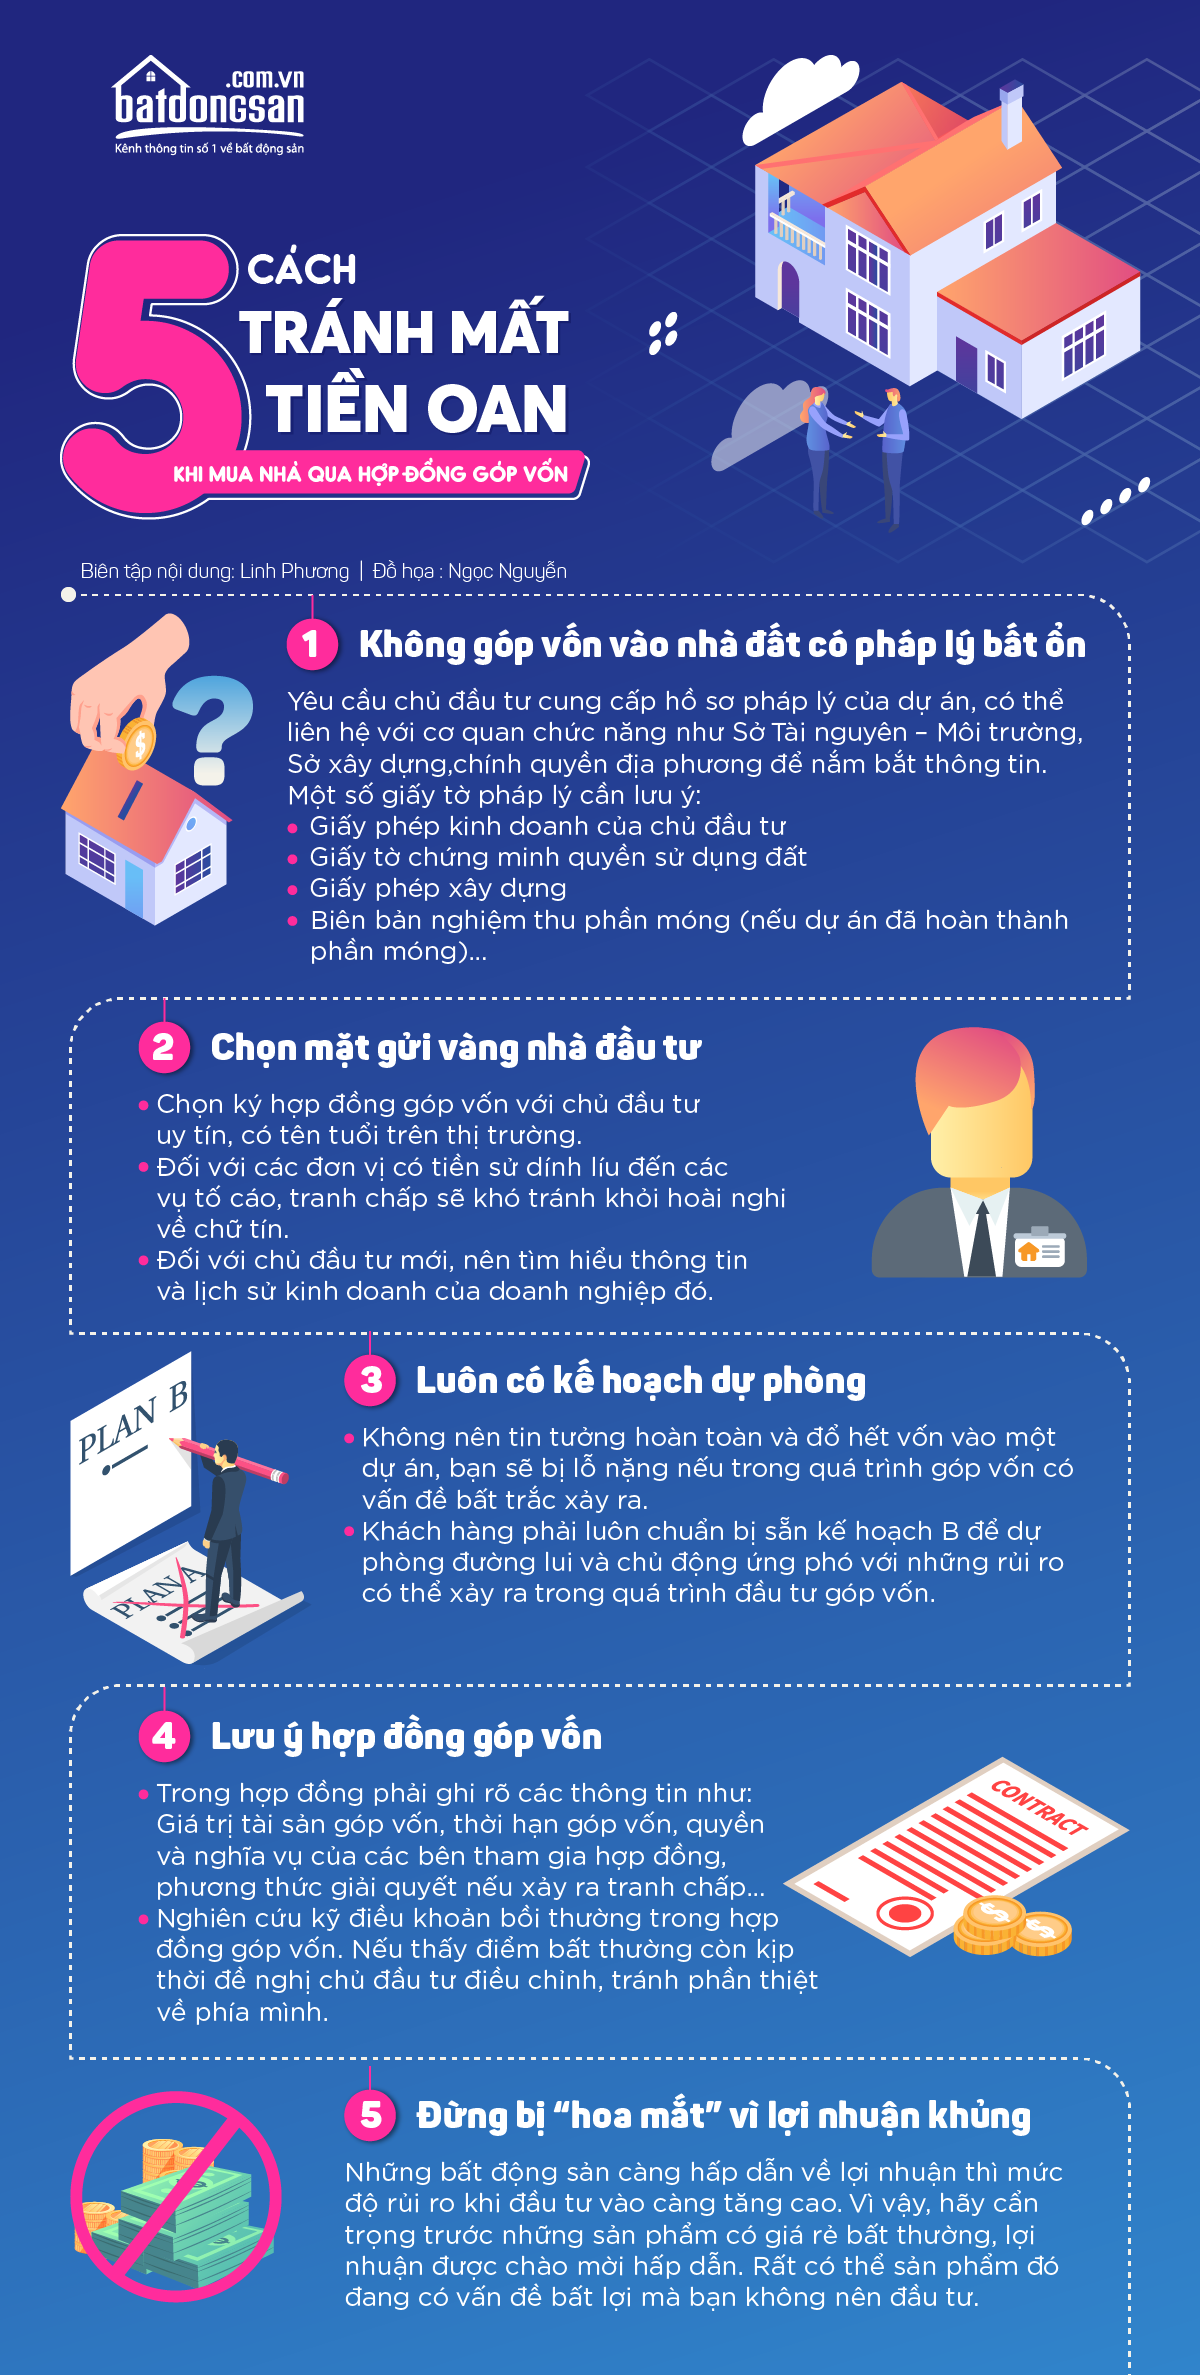 .com.vn
batdongsan
Kênh thông tin số 1 về bất động sản
5 CÁCH
TRÁNH MẤT
TIỀN OAN
KHI MUA NHÀ QUA HỢP ĐỒNG GÓP VỐN
Biên tập nội dung: Linh Phương | Đồ họa : Ngọc Nguyễn
1 Không góp vốn vào nhà đất có pháp lý bất ổn
Yêu cầu chủ đầu tư cung cấp hồ sơ pháp lý của dự án, có thể
liên hệ với cơ quan chức năng như Sở Tài nguyên – Môi trường,
Sở xây dựng,chính quyền địa phương để nắm bắt thông tin.
Một số giấy tờ pháp lý cần lưu ý:
• Giấy phép kinh doanh của chủ đầu tư
• Giấy tờ chứng minh quyền sử dụng đất
• Giấy phép xây dựng
• Biên bản nghiệm thu phần móng (nếu dự án đã hoàn thành
phần móng)...
2 Chọn mặt gửi vàng nhà đầu tư
• Chọn ký hợp đồng góp vốn với chủ đầu tư
uy tín, có tên tuổi trên thị trường.
• Đối với các đơn vị có tiền sử dính líu đến các
vụ tố cáo, tranh chấp sẽ khó tránh khỏi hoài nghi
về chữ tín.
• Đối với chủ đầu tư mới, nên tìm hiểu thông tin
và lịch sử kinh doanh của doanh nghiệp đó.
PLAN B
PLAN A
3 Luôn có kế hoạch dự phòng
• Không nên tin tưởng hoàn toàn và đổ hết vốn vào một
dự án, bạn sẽ bị lỗ nặng nếu trong quá trình góp vốn có
vấn đề bất trắc xảy ra.
• Khách hàng phải luôn chuẩn bị sẵn kế hoạch B để dự
phòng đường lui và chủ động ứng phó với những rủi ro
có thể xảy ra trong quá trình đầu tư góp vốn.
4 Lưu ý hợp đồng góp vốn
• Trong hợp đồng phải ghi rõ các thông tin như:
Giá trị tài sản góp vốn, thời hạn góp vốn, quyền
và nghĩa vụ của các bên tham gia hợp đồng,
phương thức giải quyết nếu xảy ra tranh chấp...
• Nghiên cứu kỹ điều khoản bồi thường trong hợp
đồng góp vốn. Nếu thấy điểm bất thường còn kịp
thời đề nghị chủ đầu tư điều chỉnh, tránh phần thiệt
về phía mình.
CONTRACT
5 Đừng bị “hoa mắt” vì lợi nhuận khủng
Những bất động sản càng hấp dẫn về lợi nhuận thì mức
độ rủi ro khi đầu tư vào càng tăng cao. Vì vậy, hãy cẩn
trọng trước những sản phẩm có giá rẻ bất thường, lợi
nhuận được chào mời hấp dẫn. Rất có thể sản phẩm đó
đang có vấn đề bất lợi mà bạn không nên đầu tư.